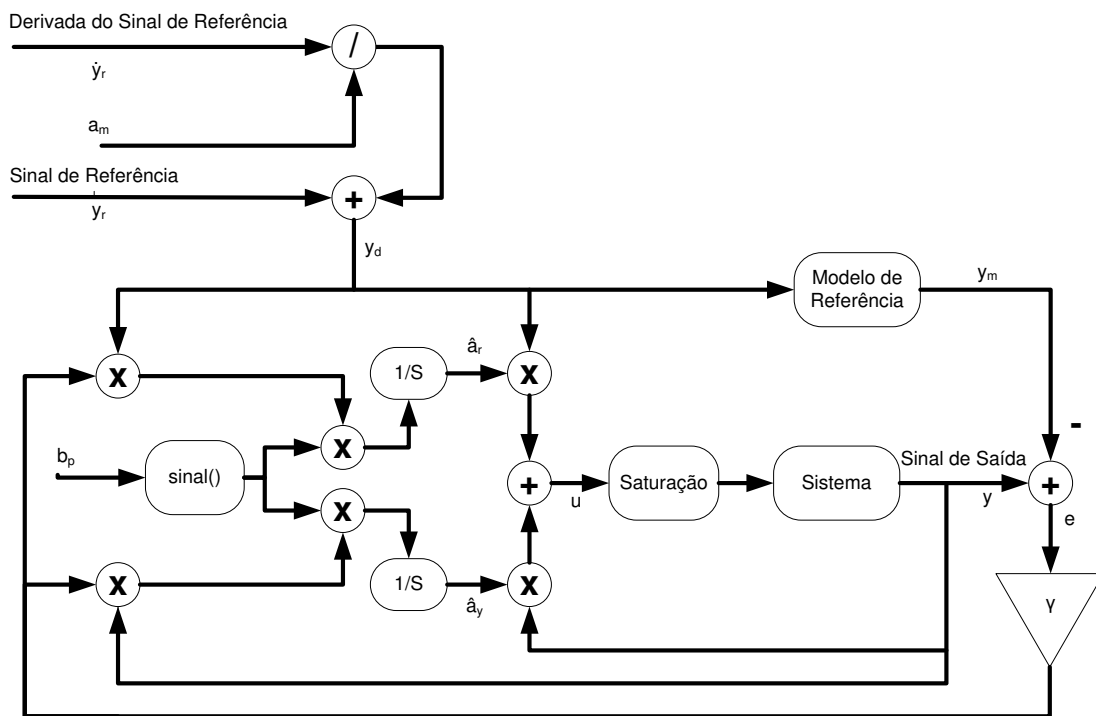 Derivada do Sinal de Referência
/
ẏr
am
Sinal de Referência
+
yr
yd
Modelo de
Referência
ym
X
1/S
âr
X
X
-
bp
sinal()
Sinal de Saída
+
u
Saturação
Sistema
y
+
X
e
X
1/S
ây
X
γ